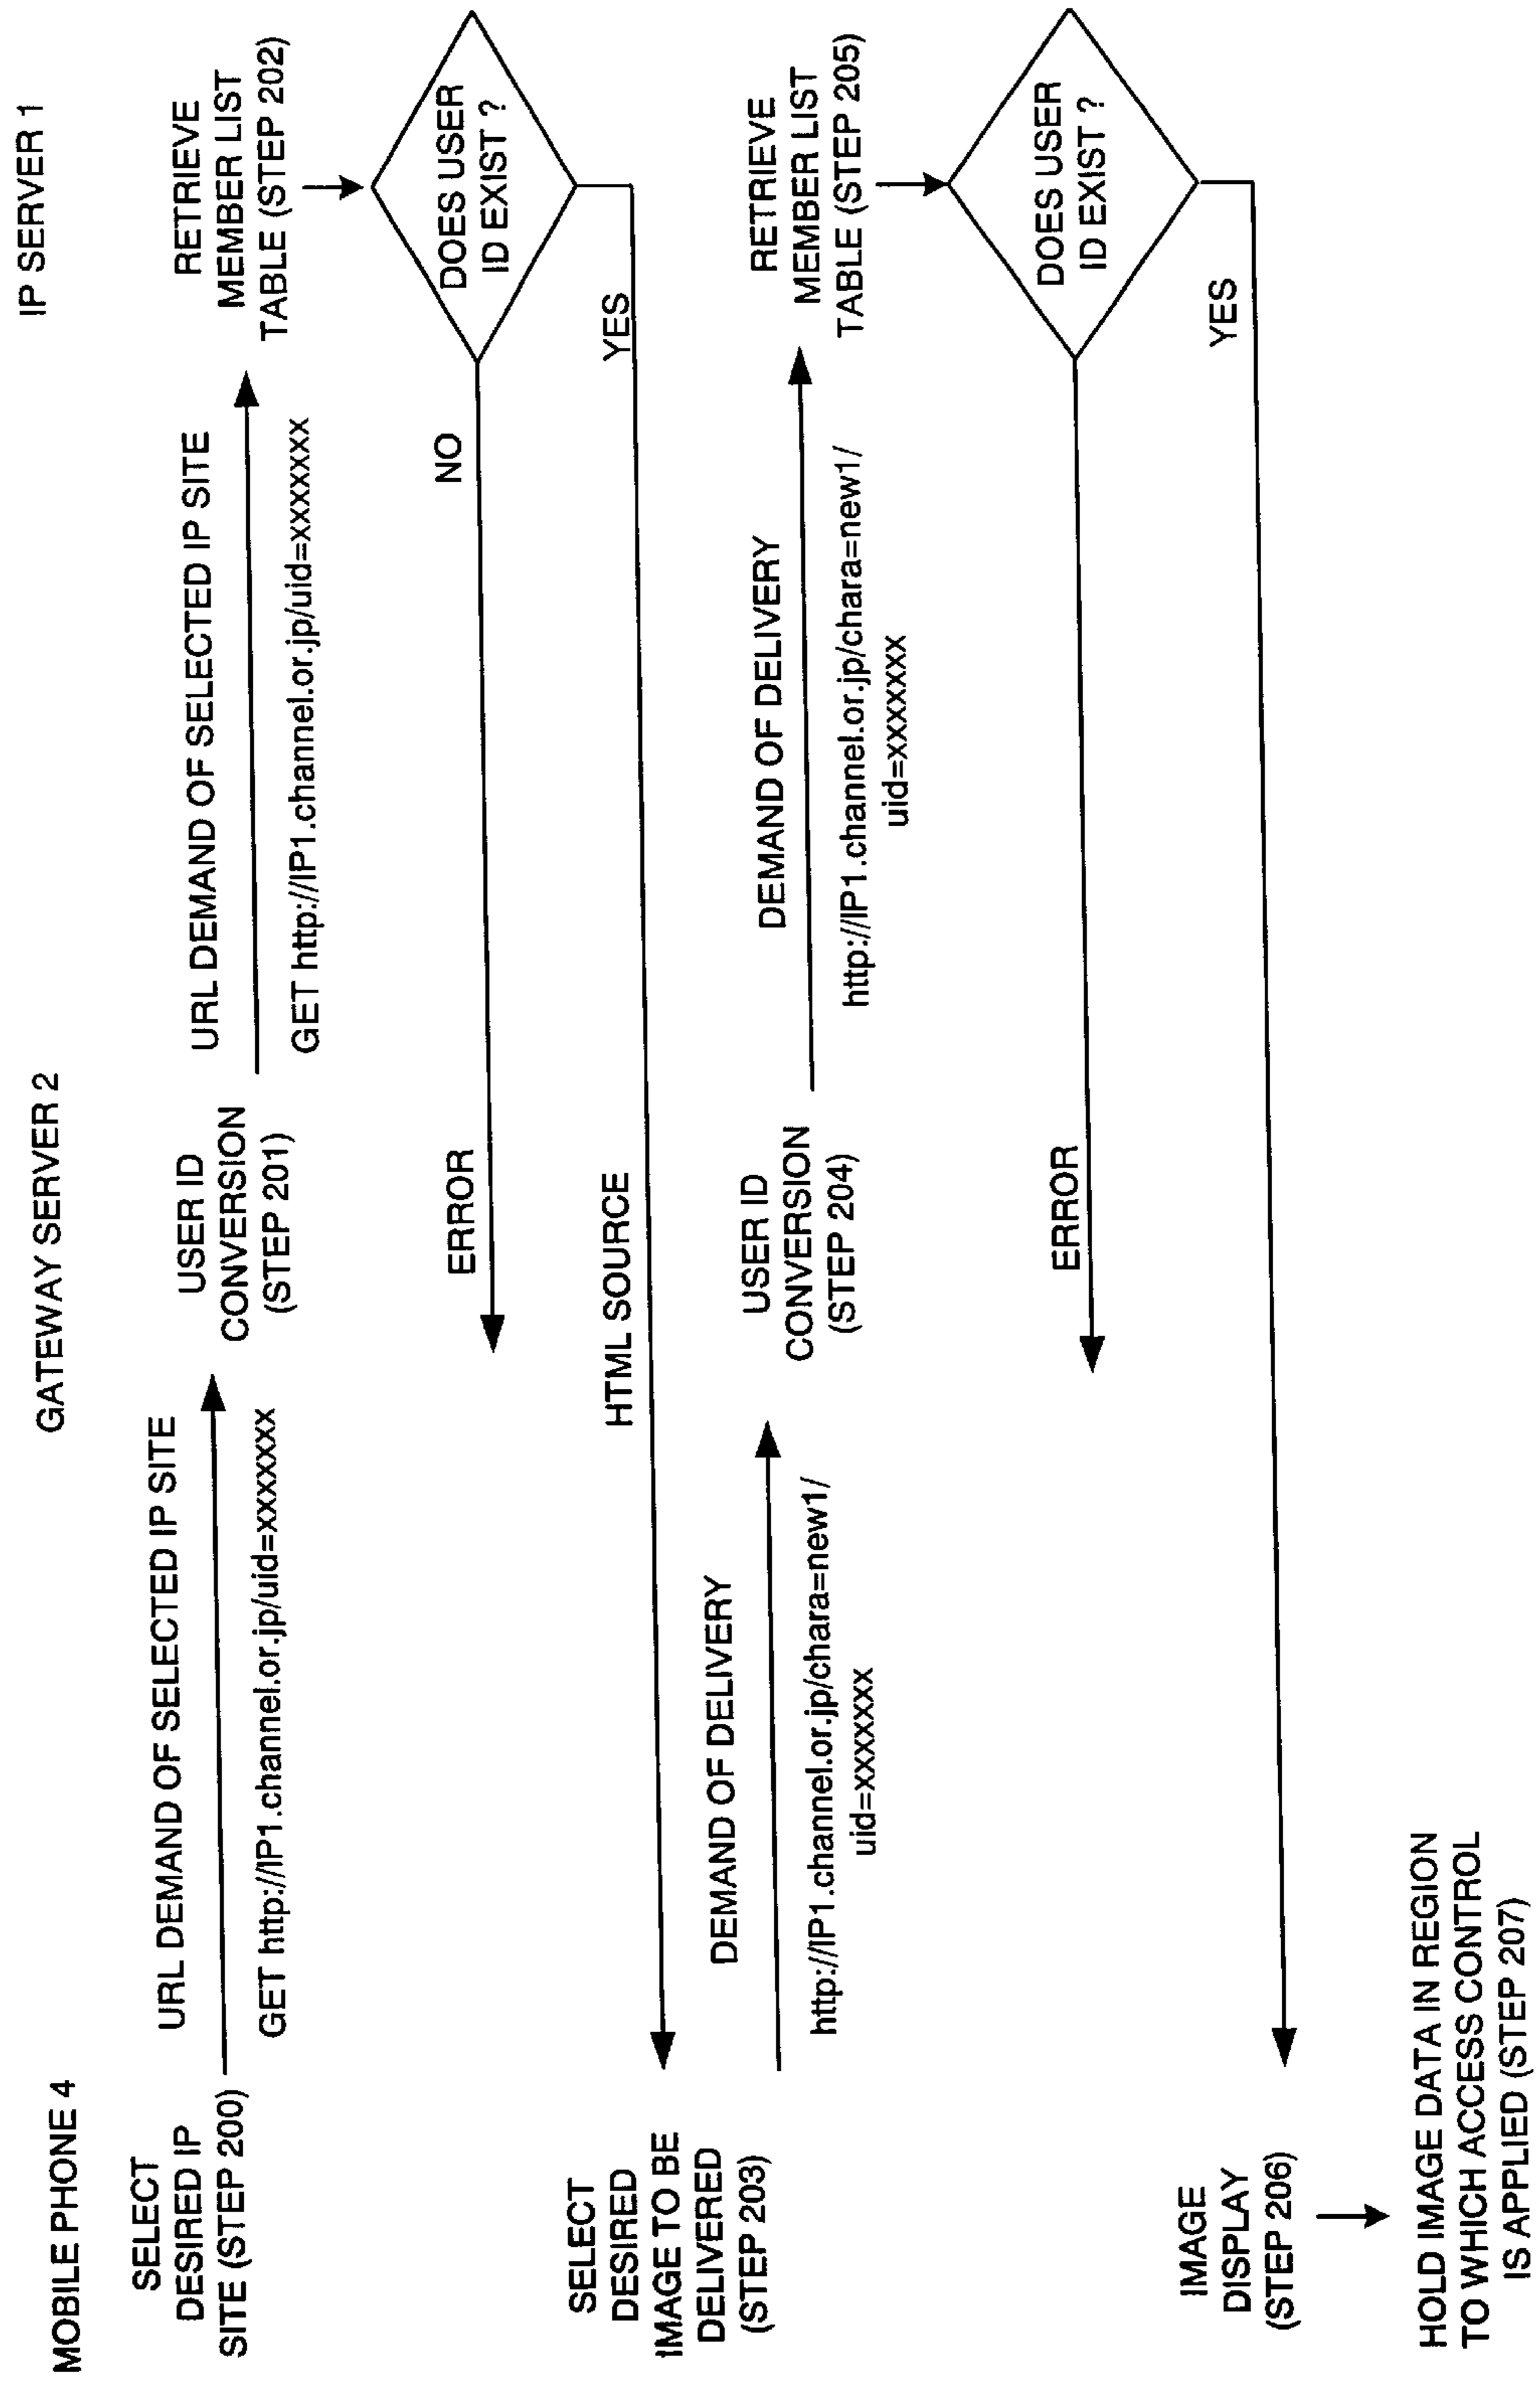 MOBILE PHONE 4
GATEWAY SERVER 2
IP SERVER 1
SELECT
DESIRED IP
SITE (STEP 200)
URL DEMAND OF SELECTED IP SITE
GET http://IP1.channel.or.jp/uid=xxxxxx
USER ID
CONVERSION
(STEP 201)
URL DEMAND OF SELECTED IP SITE
GET http://IP1.channel.or.jp/uid=xxxxxx
RETRIEVE
MEMBER LIST
TABLE (STEP 202)
DOES USER
ID EXIST ?
NO
ERROR
YES
HTML SOURCE
SELECT
DESIRED
IMAGE TO BE
DELIVERED
(STEP 203)
DEMAND OF DELIVERY
http://IP1.channel.or.jp/chara=new1/
uid=xxxxxx
USER ID
CONVERSION
(STEP 204)
DEMAND OF DELIVERY
http://IP1.channel.or.jp/chara=new1/
uid=xxxxxx
RETRIEVE
MEMBER LIST
TABLE (STEP 205)
DOES USER
ID EXIST ?
ERROR
YES
IMAGE
DISPLAY
(STEP 206)
HOLD IMAGE DATA IN REGION
TO WHICH ACCESS CONTROL
IS APPLIED (STEP 207)